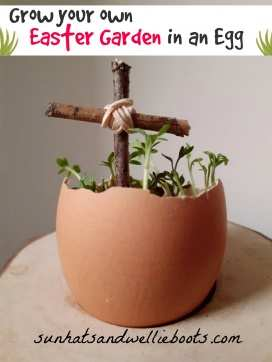 Grow your own
Easter Garden in an Egg
sunhatsandwellieboots.com